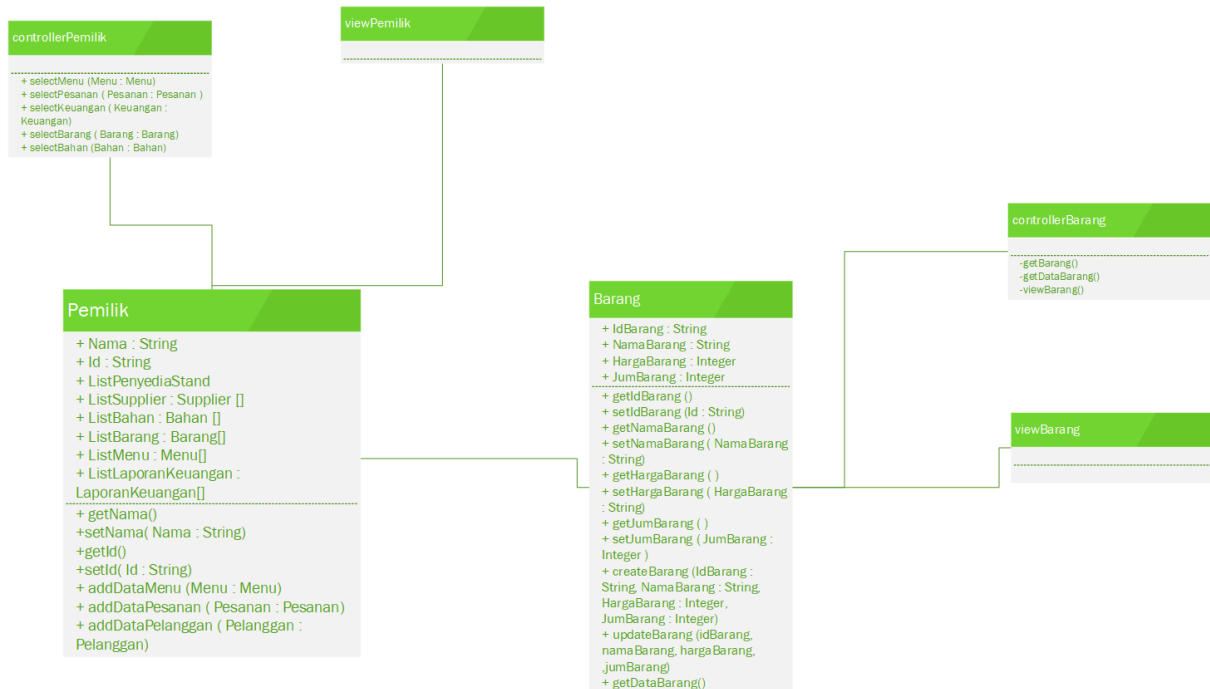 controllerPemilik
+ selectMenu (Menu : Menu)
+ selectPesanan ( Pesanan : Pesanan )
+ selectKeuangan ( Keuangan :
Keuangan)
+ selectBarang ( Barang : Barang)
+ selectBahan (Bahan : Bahan)
viewPemilik
Pemilik
+ Nama : String
+ Id : String
+ ListPenyediaStand
+ ListSupplier : Supplier []
+ ListBahan : Bahan []
+ ListBarang : Barang[]
+ ListMenu : Menu[]
+ ListLaporanKeuangan :
LaporanKeuangan[]
+ getNama()
+setNama( Nama : String)
+getId()
+setId( Id : String)
+ addDataMenu (Menu : Menu)
+ addDataPesanan ( Pesanan : Pesanan)
+ addDataPelanggan ( Pelanggan :
Pelanggan)
Barang
+ IdBarang : String
+ NamaBarang : String
+ HargaBarang : Integer
+ JumBarang : Integer
+ getIdBarang ()
+ setIdBarang (Id : String)
+ getNamaBarang ()
+ setNamaBarang ( NamaBarang
: String)
+ getHargaBarang ( )
+ setHargaBarang ( HargaBarang
: String)
+ getJumBarang ( )
+ setJumBarang ( JumBarang :
Integer )
+ createBarang (IdBarang :
String, NamaBarang : String,
HargaBarang : Integer,
JumBarang : Integer)
+ updateBarang (idBarang,
namaBarang, hargaBarang,
,jumBarang)
+ getDataBarang()
controllerBarang
-getBarang()
-getDataBarang()
-viewBarang()
viewBarang